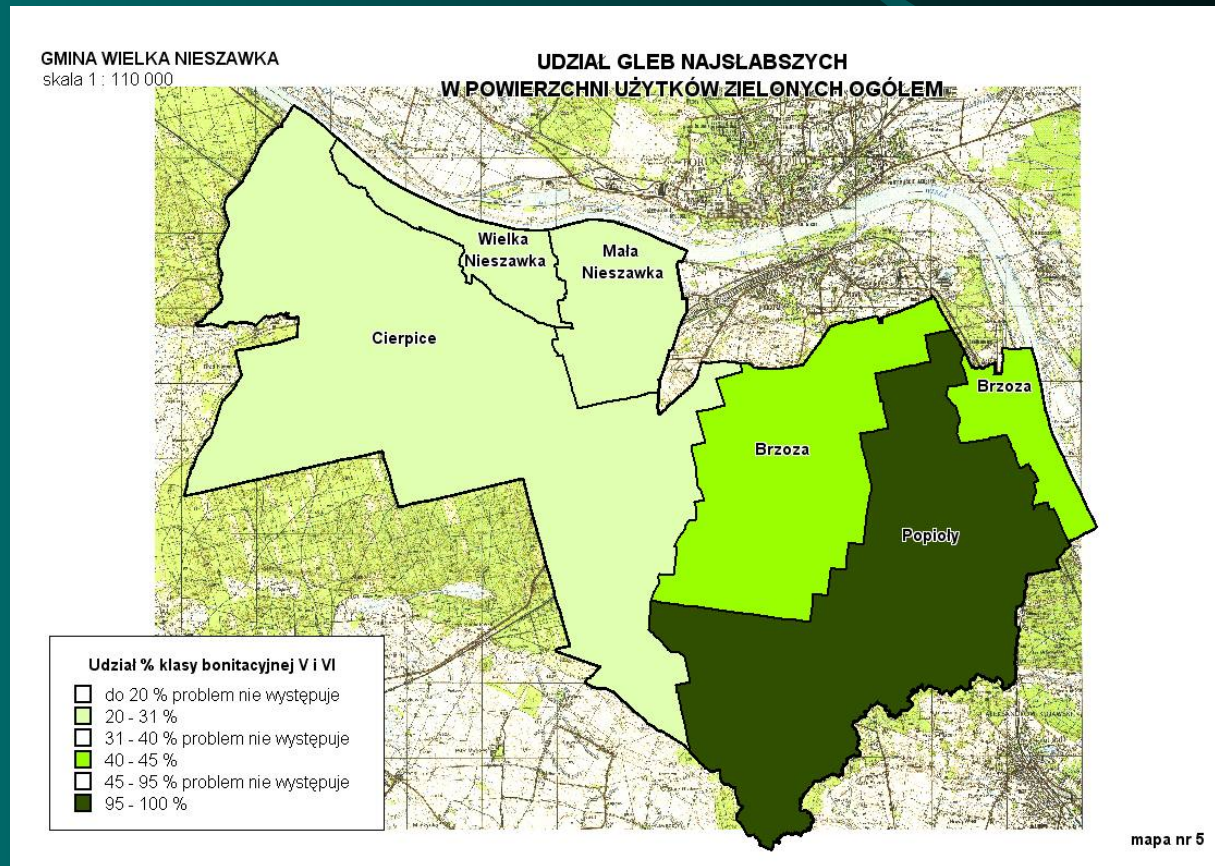 GMINA WIELKA NIESZAWKA
skala 1 : 110 000
UDZIAŁ GLEB NAJSŁABSZYCH
W POWIERZCHNI UŻYTKÓW ZIELONYCH OGÓŁEM
Wielka
Nieszawka
Mała
Nieszawka
Cierpice
Brzoza
Brzoza
Popioły
Udział % klasy bonitacyjnej V i VI
do 20 % problem nie występuje
20 - 31 %
31 - 40 % problem nie występuje
40 - 45 %
45 - 95 % problem nie występuje
95 - 100 %
mapa nr 5